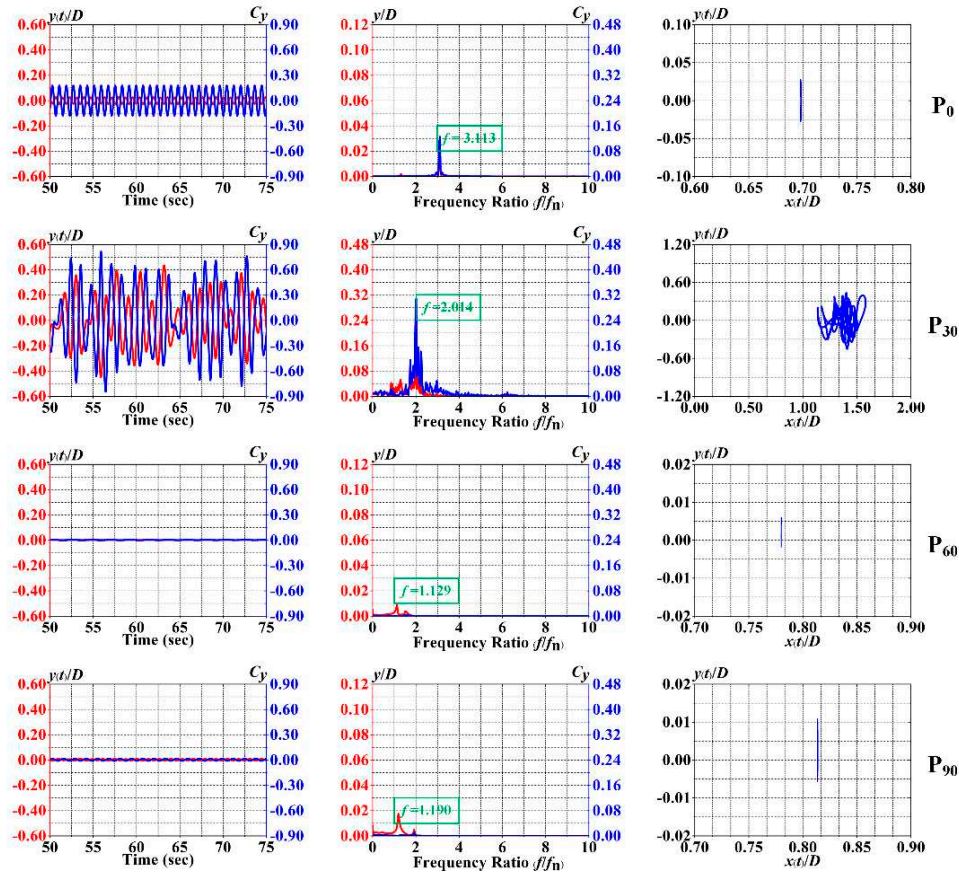 y(t)/D Cy y/D Cy y(t)/D
0.60 0.90 0.12 0.48 0.10
0.40 0.60 0.10 0.40
0.20 0.30 0.08 0.32 0.05
0.00 0.00 0.06 0.24 0.00 P0
-0.20 -0.30 0.04 f = 3.113 0.16 -0.05
-0.40 -0.60 0.02 0.08
-0.60 -0.90 0.00 0.00 -0.10
50 55 60 65 70 75 0 2 4 6 8 10 0.60 0.70 0.80
Time (sec) Frequency Ratio (f/fn) x(t)/D
y(t)/D Cy y/D Cy y(t)/D
0.60 0.90 0.48 0.48 1.20
0.40 0.60 0.40 0.40
0.20 0.30 0.32 0.32 0.60
0.00 0.00 0.24 f=2.014 0.24 0.00 P30
-0.20 -0.30 0.16 0.16 -0.60
-0.40 -0.60 0.08 0.08
-0.60 -0.90 0.00 0.00 -1.20
50 55 60 65 70 75 0 2 4 6 8 10 0.00 1.00 1.50 2.00
Time (sec) Frequency Ratio (f/fn) x(t)/D
y(t)/D Cy y/D Cy y(t)/D
0.60 0.90 0.12 0.48 0.02
0.40 0.60 0.10 0.40
0.20 0.30 0.08 0.32 0.01
0.00 0.00 0.06 0.24 0.00 P60
-0.20 -0.30 0.04 0.16 -0.01
-0.40 -0.60 0.02 f=1.129 0.08
-0.60 -0.90 0.00 0.00 -0.02
50 55 60 65 70 75 0 2 4 6 8 10 0.70 0.80 0.85 0.90
Time (sec) Frequency Ratio (f/fn) x(t)/D
y(t)/D Cy y/D Cy y(t)/D
0.60 0.90 0.12 0.48 0.02
0.40 0.60 0.10 0.40
0.20 0.30 0.08 0.32 0.01
0.00 0.00 0.06 0.24 0.00 P90
-0.20 -0.30 0.04 0.16 -0.01
-0.40 -0.60 0.02 f=1.190 0.08
-0.60 -0.90 0.00 0.00 -0.02
50 55 60 65 70 75 0 2 4 6 8 10 0.70 0.80 0.85 0.90
Time (sec) Frequency Ratio (f/fn) x(t)/D